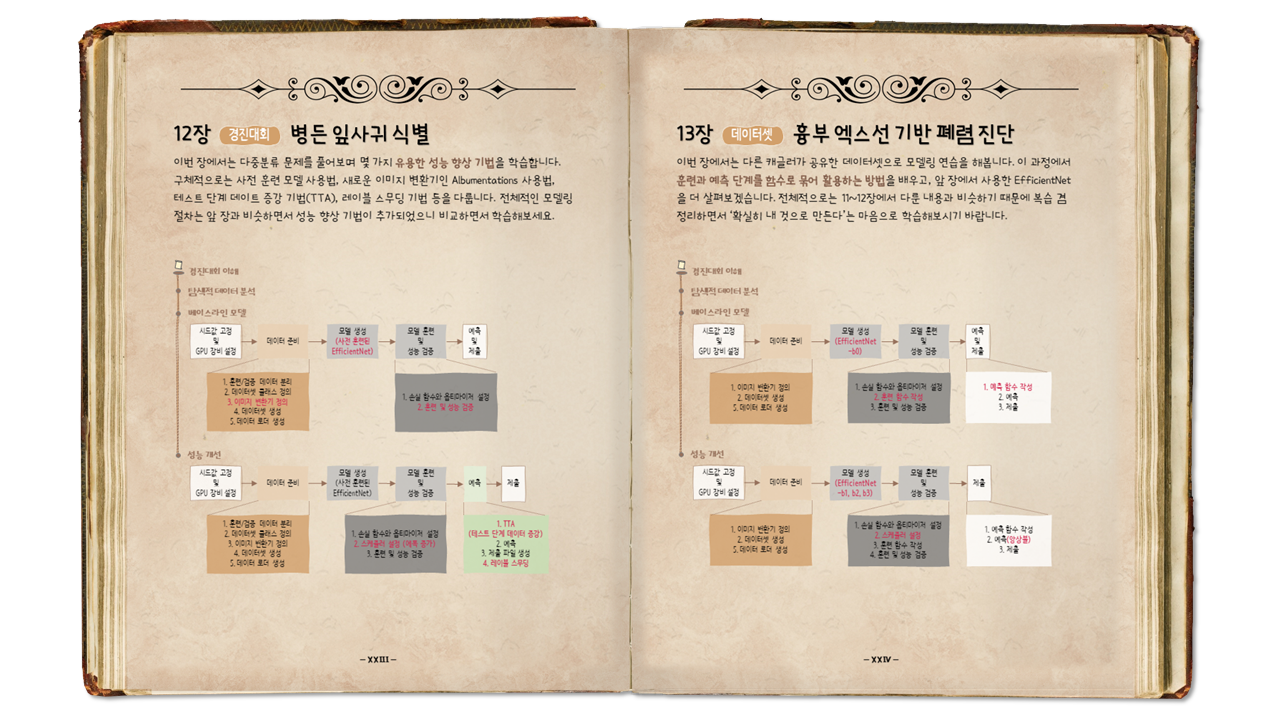 12장 경진대회 병든 잎사귀 식별
이번 장에서는 다중분류 문제를 풀어보며 몇 가지 유용한 성능 향상 기법을 학습합니다.
구체적으로는 사전 훈련 모델 사용법, 새로운 이미지 변환기인 Albumentations 사용법,
테스트 단계 데이트 증강 기법(TTA), 레이블 스무딩 기법 등을 다룹니다. 전체적인 모델링
절차는 앞 장과 비슷하면서 성능 향상 기법이 추가되었으니 비교하면서 학습해보세요.
경진대회 이해
탐색적 데이터 분석
베이스라인 모델
시드값 고정
및
GPU 장비 설정
데이터 준비
모델 생성
(사전 훈련된
EfficientNet)
모델 훈련
및
성능 검증
예측
및
제출
1. 훈련/검증 데이터 분리
2. 데이터셋 클래스 정의
3. 이미지 변환기 정의
4. 데이터셋 생성
5. 데이터 로더 생성
1. 손실 함수와 옵티마이저 설정
2. 훈련 및 성능 검증
성능 개선
시드값 고정
및
GPU 장비 설정
데이터 준비
모델 생성
(사전 훈련된
EfficientNet)
모델 훈련
및
성능 검증
예측
제출
1. 훈련/검증 데이터 분리
2. 데이터셋 클래스 정의
3. 이미지 변환기 정의
4. 데이터셋 생성
5. 데이터 로더 생성
1. 손실 함수와 옵티마이저 설정
2. 스케줄러 설정 (에폭 증가)
3. 훈련 및 성능 검증
1. TTA
(테스트 단계 데이터 증강)
2. 예측
3. 제출 파일 생성
4. 레이블 스무딩
– XXIII –
13장 데이터셋 흉부 엑스선 기반 폐렴 진단
이번 장에서는 다른 캐글러가 공유한 데이터셋으로 모델링 연습을 해봅니다. 이 과정에서
훈련과 예측 단계를 함수로 묶어 활용하는 방법을 배우고, 앞 장에서 사용한 EfficientNet
을 더 살펴보겠습니다. 전체적으로는 11~12장에서 다룬 내용과 비슷하기 때문에 복습 겸
정리하면서 ‘확실히 내 것으로 만든다’는 마음으로 학습해보시기 바랍니다.
경진대회 이해
탐색적 데이터 분석
베이스라인 모델
시드값 고정
및
GPU 장비 설정
데이터 준비
모델 생성
(EfficientNet
-b0)
모델 훈련
및
성능 검증
예측
및
제출
1. 이미지 변환기 정의
2. 데이터셋 생성
5. 데이터 로더 생성
1. 손실 함수와 옵티마이저 설정
2. 훈련 함수 작성
3. 훈련 및 성능 검증
1. 예측 함수 작성
2. 예측
3. 제출
성능 개선
시드값 고정
및
GPU 장비 설정
데이터 준비
모델 생성
(EfficientNet
-b1, b2, b3)
모델 훈련
및
성능 검증
제출
1. 이미지 변환기 정의
2. 데이터셋 생성
5. 데이터 로더 생성
1. 손실 함수와 옵티마이저 설정
2. 스케줄러 설정
3. 훈련 함수 작성
4. 훈련 및 성능 검증
1. 예측 함수 작성
2. 예측(앙상블)
3. 제출
– XXIV –